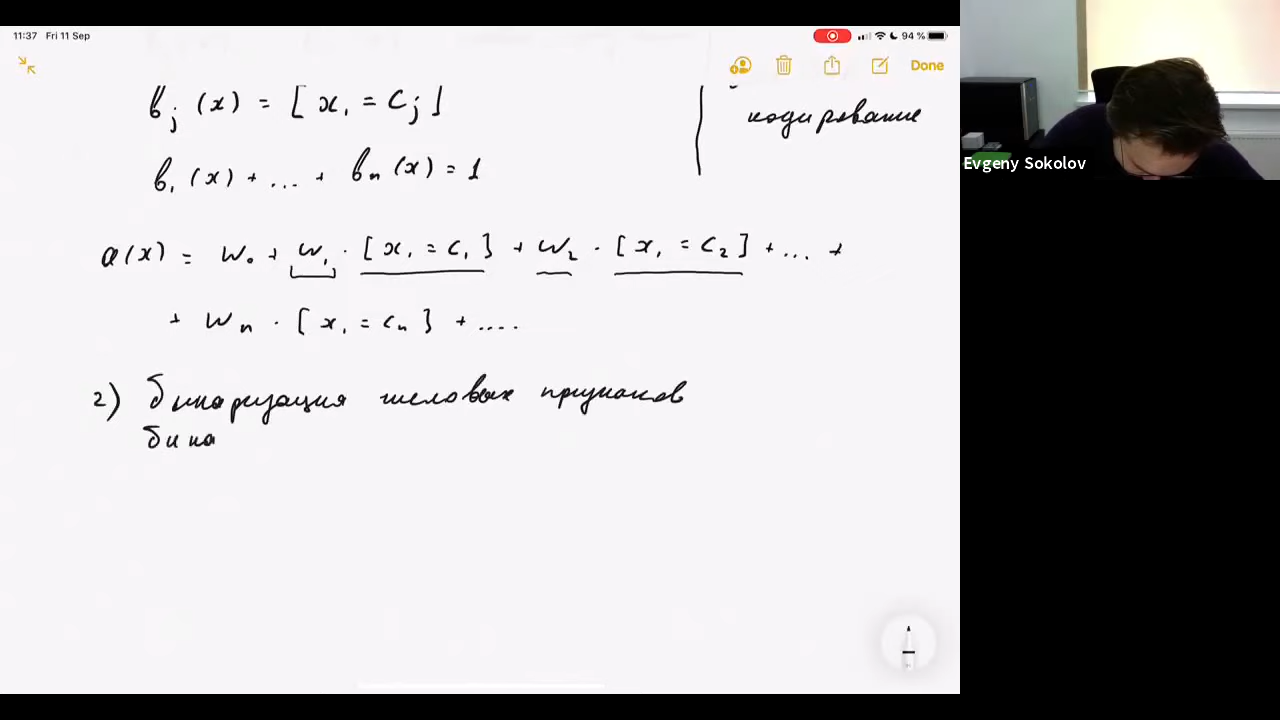 11:37 Fri 11 Sep 94 %
Done
b_j (x) = [ x_1 = c_j ]
кодирование
b_1 (x) + ... + b_n (x) = 1
Evgeny Sokolov
a(x) = w_0 + w_1 · [ x_1 = c_1 ] + w_2 · [ x_1 = c_2 ] + ... +
+ w_n · [ x_1 = c_n ] + ....
2) бинаризация числовых признаков
бина